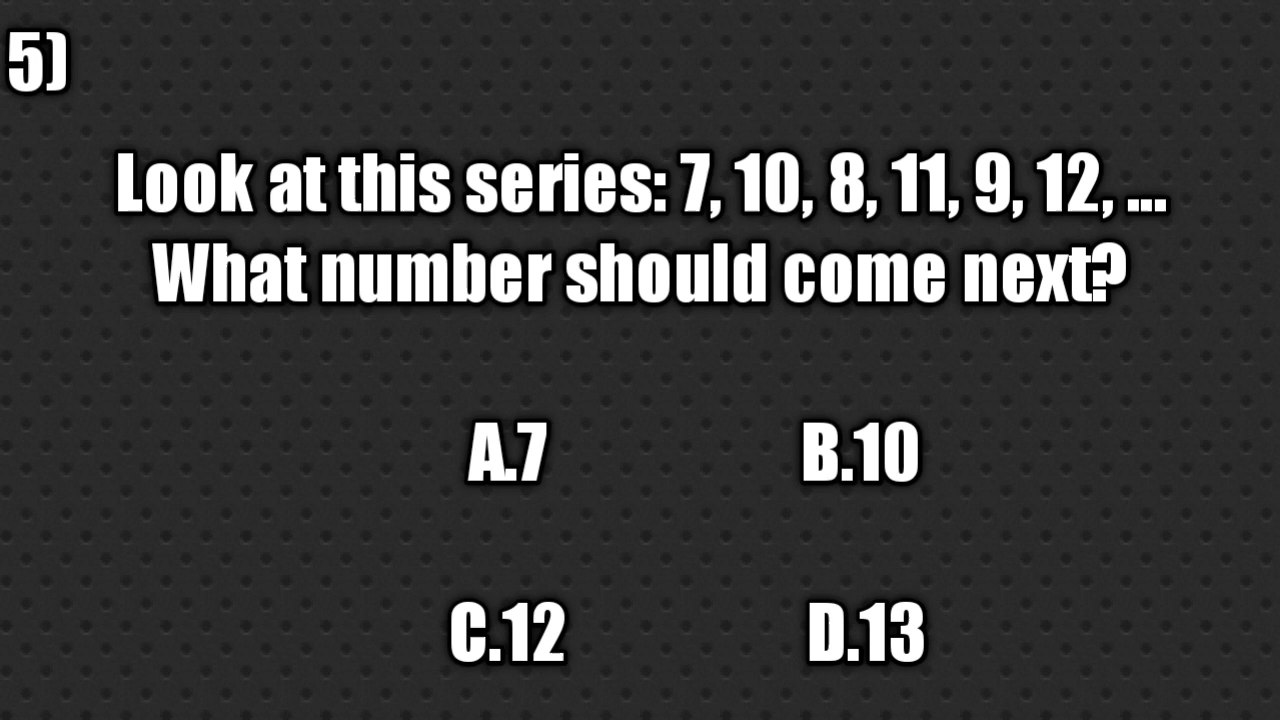 5)
Look at this series: 7, 10, 8, 11, 9, 12, ...
What number should come next?
A.7
B.10
C.12
D.13